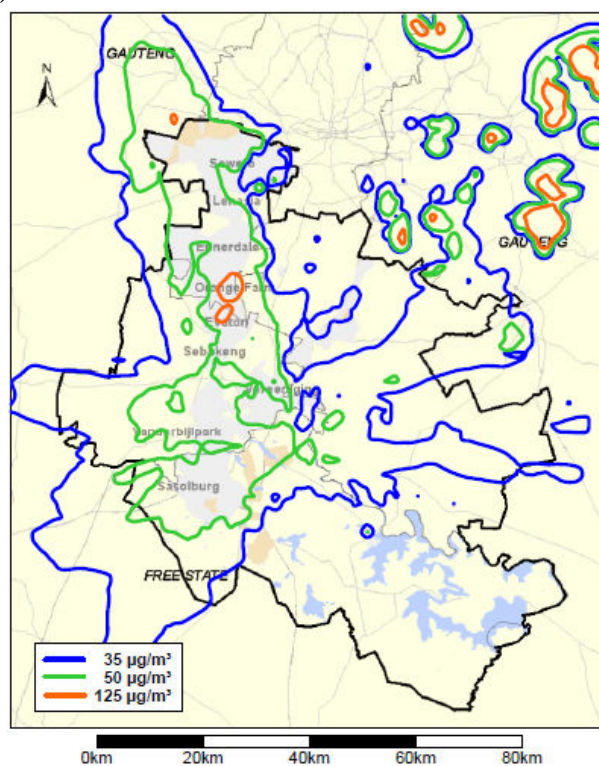 GAUTENG
N
Soweto
Lenasia
Ennerdale
GAUTENG
Orange Farm
Evaton
Sebokeng
Vereeniging
Vanderbijlpark
Sasolburg
FREE STATE
35 µg/m³
50 µg/m³
125 µg/m³
0km 20km 40km 60km 80km